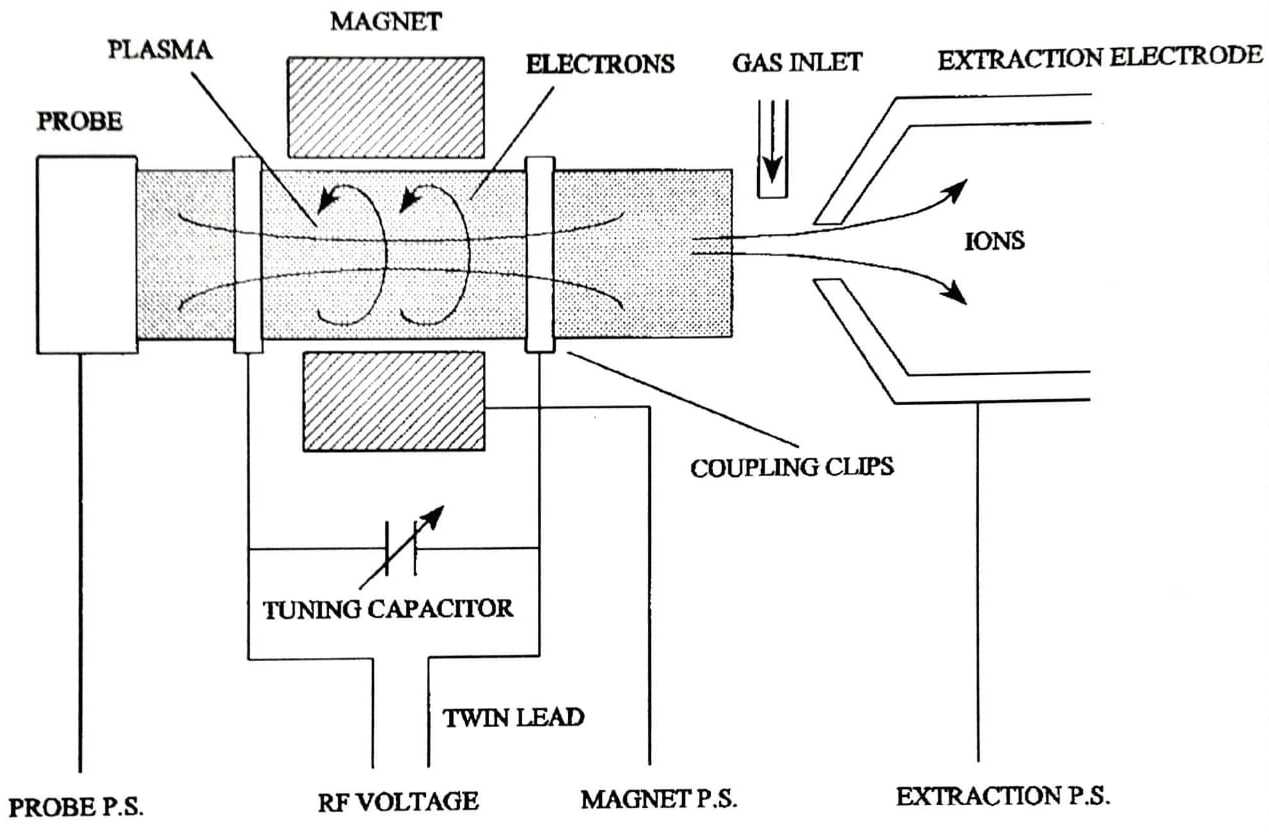 MAGNET
PLASMA
ELECTRONS
GAS INLET
EXTRACTION ELECTRODE
PROBE
IONS
COUPLING CLIPS
TUNING CAPACITOR
TWIN LEAD
PROBE P.S.
RF VOLTAGE
MAGNET P.S.
EXTRACTION P.S.